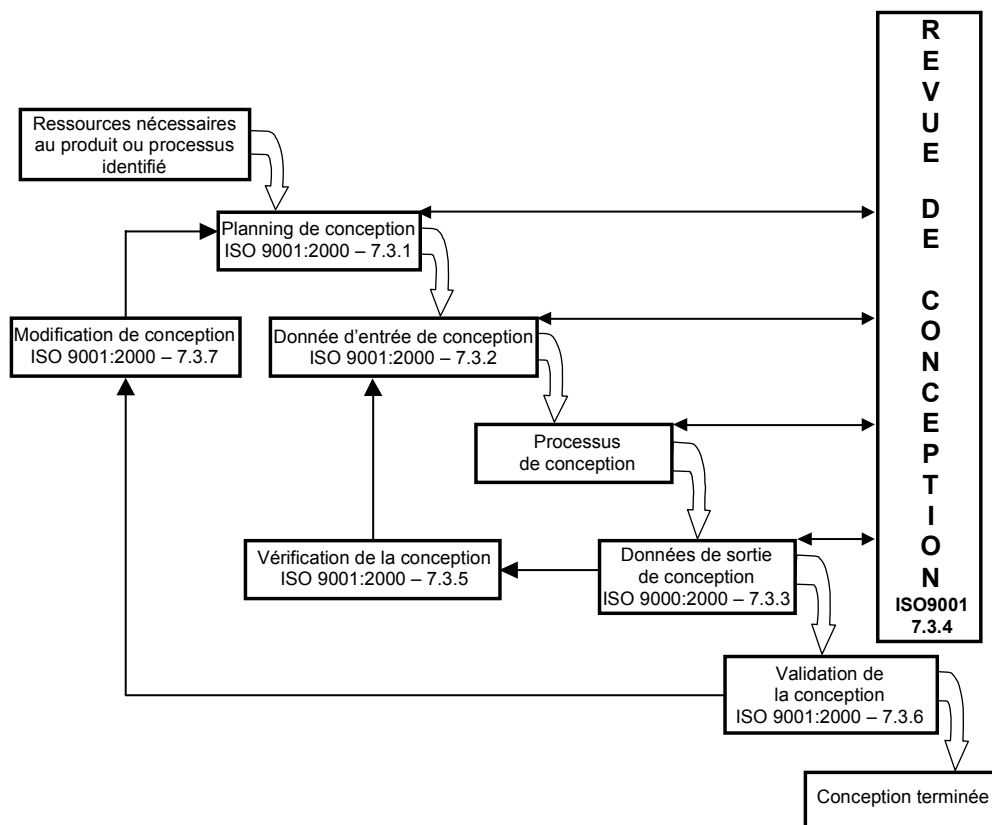 Ressources nécessaires
au produit ou processus
identifié
Planning de conception
ISO 9001:2000 – 7.3.1
Modification de conception
ISO 9001:2000 – 7.3.7
Donnée d'entrée de conception
ISO 9001:2000 – 7.3.2
Processus
de conception
Vérification de la conception
ISO 9001:2000 – 7.3.5
Données de sortie
de conception
ISO 9000:2000 – 7.3.3
Validation de
la conception
ISO 9001:2000 – 7.3.6
Conception terminée
REVUE DE CONCEPTION
ISO9001
7.3.4